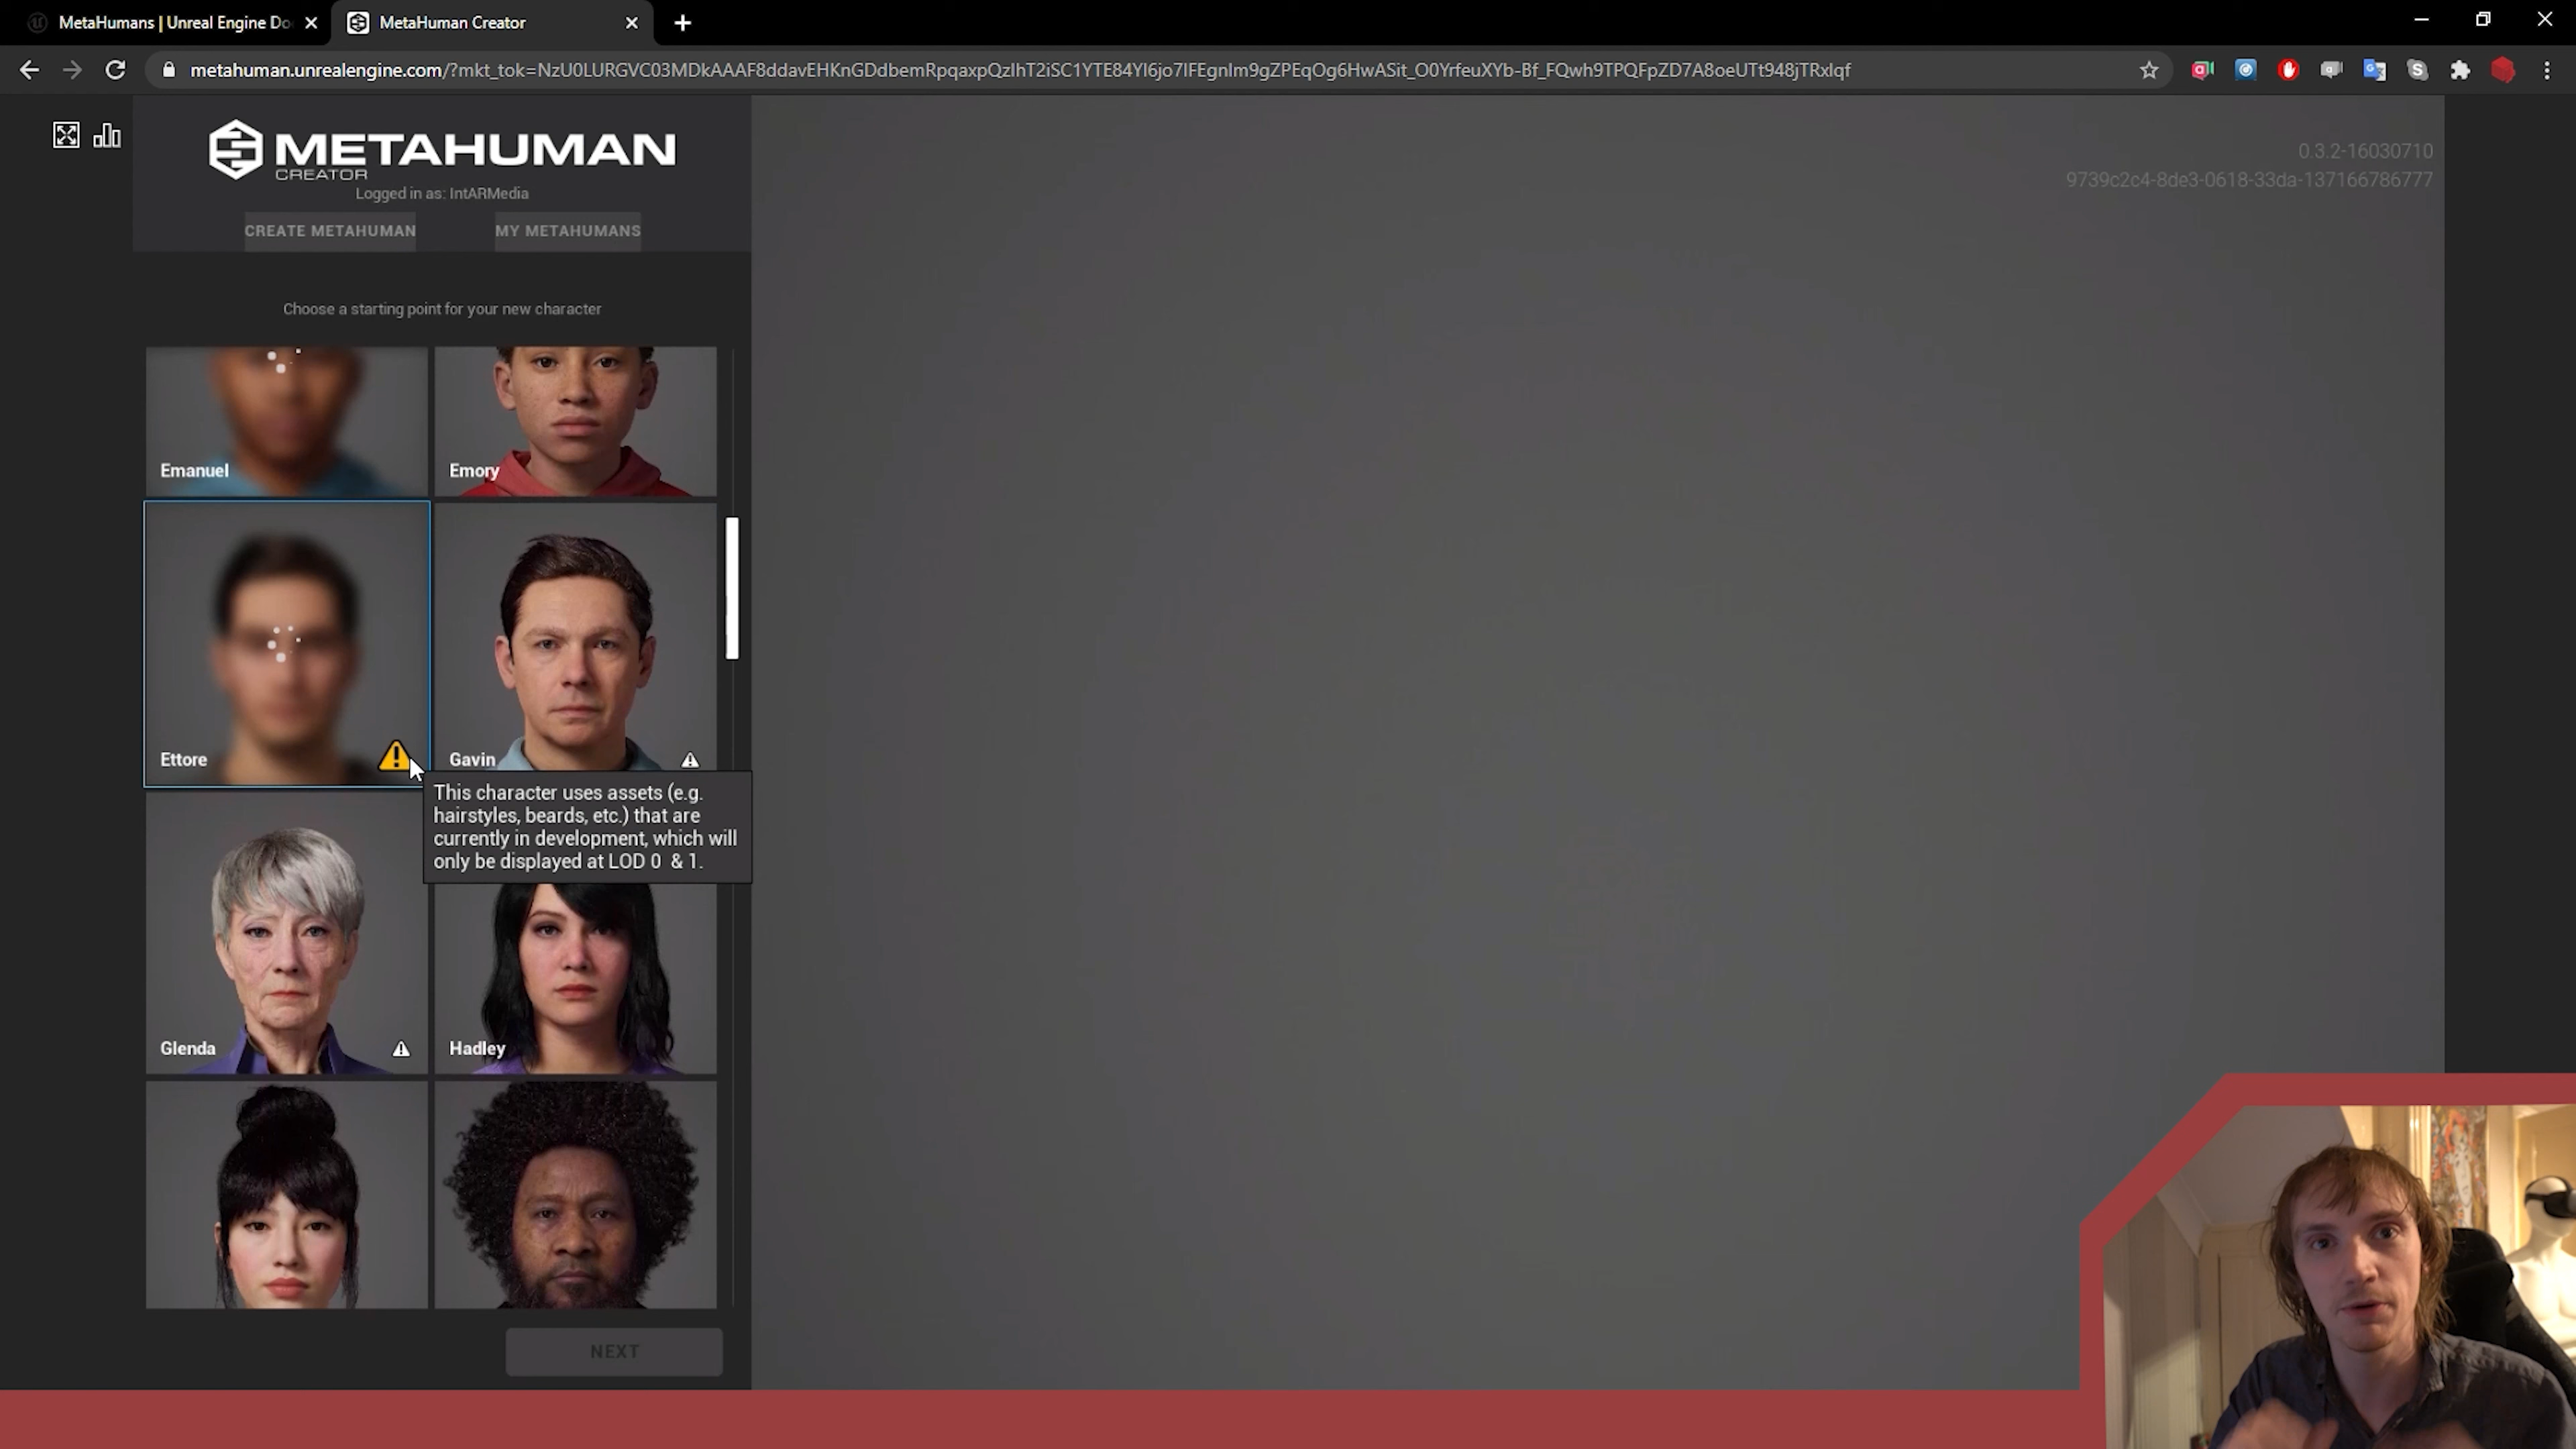 MetaHumans | Unreal Engine Do
MetaHuman Creator
metahuman.unrealengine.com/?mkt_tok=NzU0LURGVC03MDkAAAF8ddavEHKnGDdbemRpqaxpQzIhT2iSC1YTE84YI6jo7IFEgnIm9gZPEqOg6HwASit_O0YrfeuXYb-Bf_FQwh9TPQFpZD7A8oeUTt948jTRxIqf
METAHUMAN
CREATOR
Logged in as: IntARMedia
CREATE METAHUMAN
MY METAHUMANS
0.3.2-16030710
9739c2c4-8de3-0618-33da-137166786777
Choose a starting point for your new character
Emanuel
Emory
Ettore
Gavin
This character uses assets (e.g.
hairstyles, beards, etc.) that are
currently in development, which will
only be displayed at LOD 0 & 1.
Glenda
Hadley
NEXT